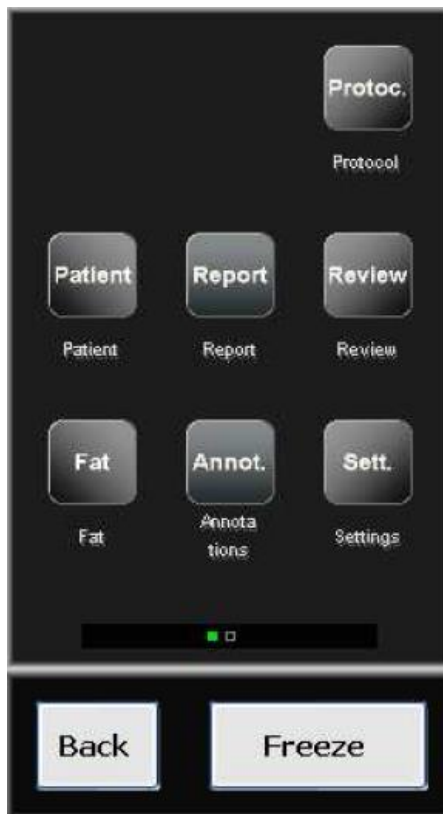 Protoc.
Protocol
Patient Report Review
Patient Report Review
Fat Annot. Sett.
Fat Annota
tions Settings
Back Freeze